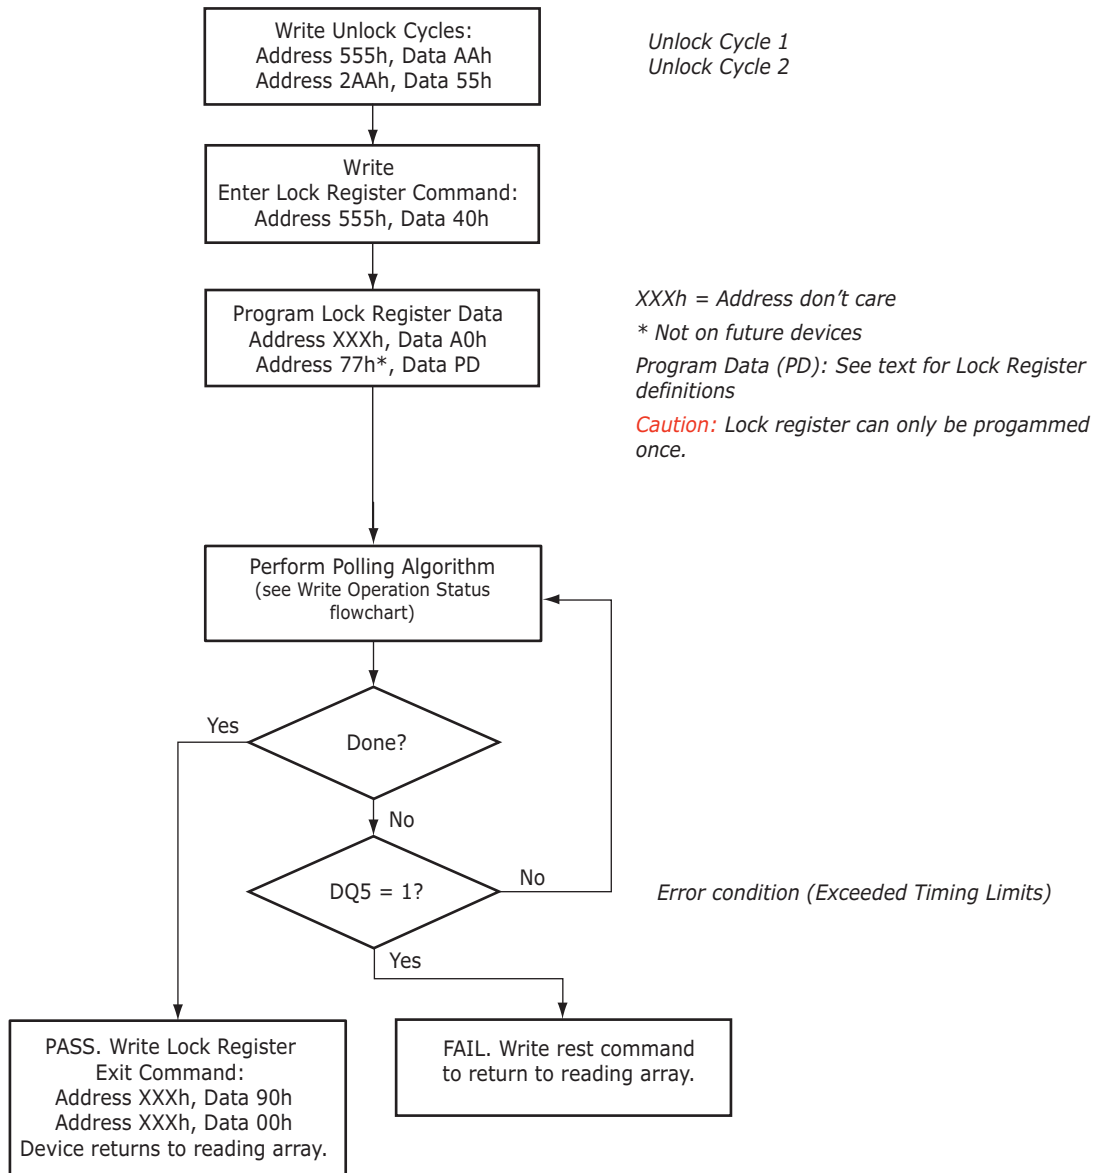 Write Unlock Cycles:
Address 555h, Data AAh
Address 2AAh, Data 55h
Unlock Cycle 1
Unlock Cycle 2
Write
Enter Lock Register Command:
Address 555h, Data 40h
Program Lock Register Data
Address XXXh, Data A0h
Address 77h*, Data PD
XXXh = Address don’t care
* Not on future devices
Program Data (PD): See text for Lock Register
definitions
Caution: Lock register can only be progammed
once.
Perform Polling Algorithm
(see Write Operation Status
flowchart)
Yes
Done?
No
DQ5 = 1?
No
Error condition (Exceeded Timing Limits)
Yes
PASS. Write Lock Register
Exit Command:
Address XXXh, Data 90h
Address XXXh, Data 00h
Device returns to reading array.
FAIL. Write rest command
to return to reading array.